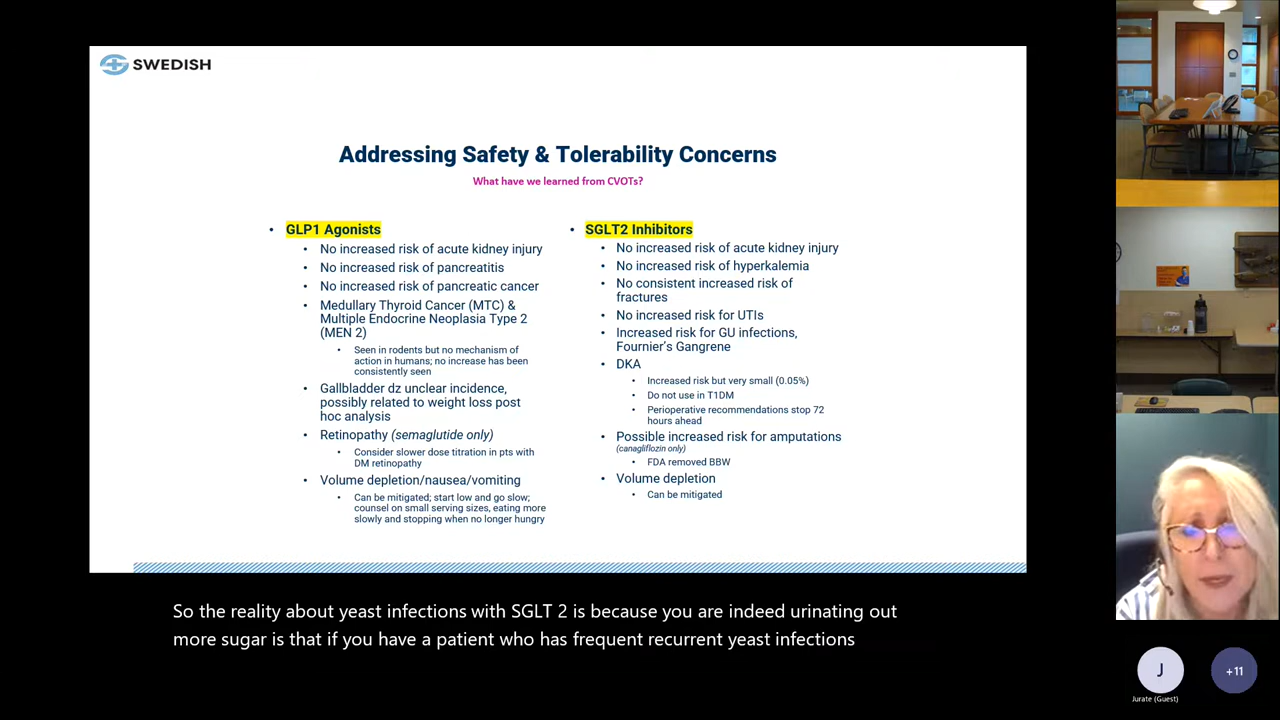 SWEDISH
Addressing Safety & Tolerability Concerns
What have we learned from CVOTs?
• GLP1 Agonists
• No increased risk of acute kidney injury
• No increased risk of pancreatitis
• No increased risk of pancreatic cancer
• Medullary Thyroid Cancer (MTC) &
Multiple Endocrine Neoplasia Type 2
(MEN 2)
• Seen in rodents but no mechanism of
action in humans; no increase has been
consistently seen
• Gallbladder dz unclear incidence,
possibly related to weight loss post
hoc analysis
• Retinopathy (semaglutide only)
• Consider slower dose titration in pts with
DM retinopathy
• Volume depletion/nausea/vomiting
• Can be mitigated; start low and go slow;
counsel on small serving sizes, eating more
slowly and stopping when no longer hungry
• SGLT2 Inhibitors
• No increased risk of acute kidney injury
• No increased risk of hyperkalemia
• No consistent increased risk of
fractures
• No increased risk for UTIs
• Increased risk for GU infections,
Fournier's Gangrene
• DKA
• Increased risk but very small (0.05%)
• Do not use in T1DM
• Perioperative recommendations stop 72
hours ahead
• Possible increased risk for amputations
(canagliflozin only)
• FDA removed BBW
• Volume depletion
• Can be mitigated
So the reality about yeast infections with SGLT 2 is because you are indeed urinating out
more sugar is that if you have a patient who has frequent recurrent yeast infections
J
+11
Jurate (Guest)